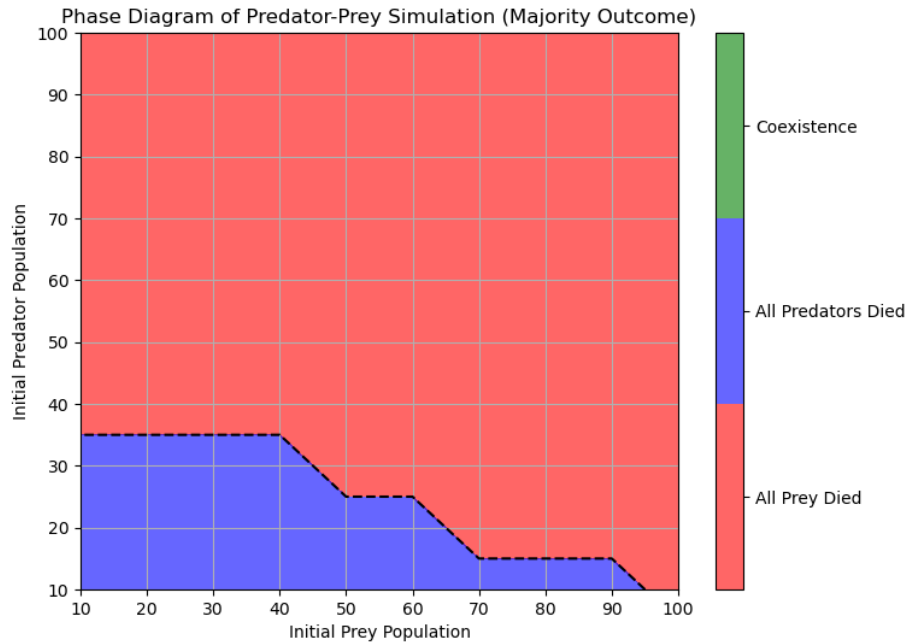 Phase Diagram of Predator-Prey Simulation (Majority Outcome)
100
90
80
70
60
50
40
30
20
10
Initial Predator Population
10 20 30 40 50 60 70 80 90 100
Initial Prey Population
Coexistence
All Predators Died
All Prey Died